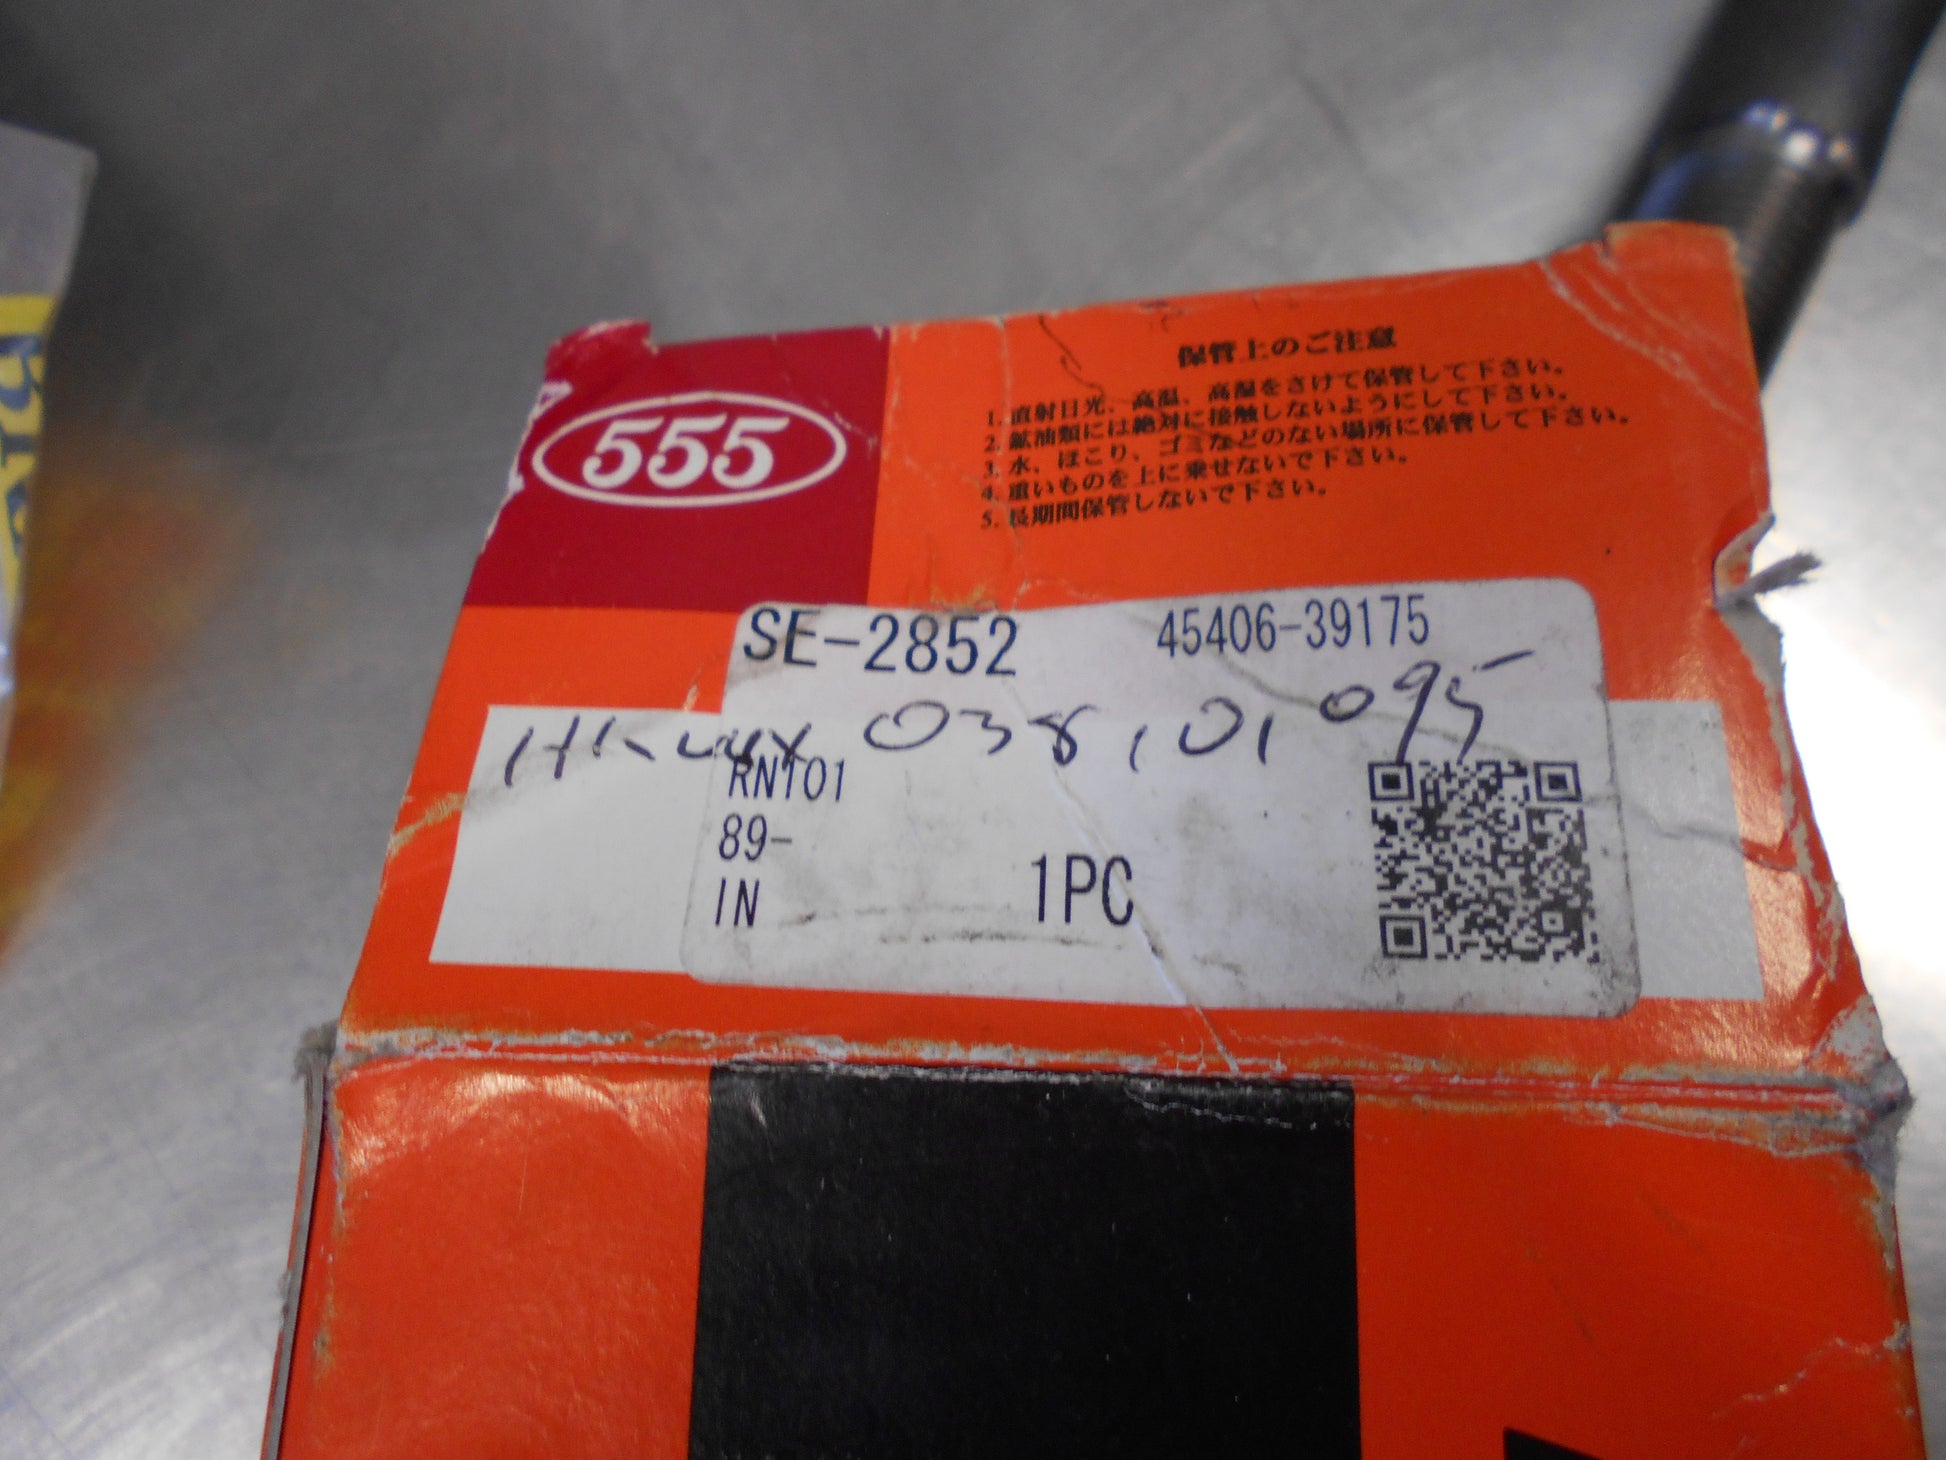 555
保管上のご注意
1. 直射日光、高温、高湿をさけて保管して下さい。
2. 鉱油類には絶対に接触しないようにして下さい。
3. 水、ほこり、ゴミなどのない場所に保管して下さい。
4. 重いものを上に乗せないで下さい。
5. 長期間保管しないで下さい。
SE-2852 45406-39175
038,01,095
RN101
89-
IN 1PC